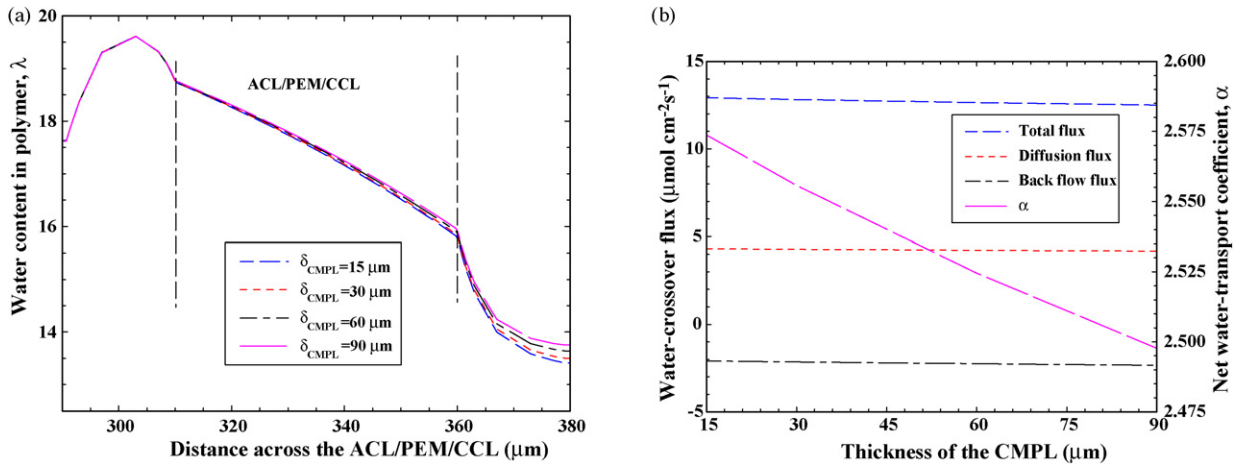 (a)
20
18
16
14
Water content in polymer, λ
ACL/PEM/CCL
δCMPL=15 μm
δCMPL=30 μm
δCMPL=60 μm
δCMPL=90 μm
300 320 340 360 380
Distance across the ACL/PEM/CCL (μm)
(b)
15
10
5
0
-5
Water-crossover flux (μmol cm-2s-1)
Total flux
Diffusion flux
Back flow flux
α
2.600
2.575
2.550
2.525
2.500
2.475
Net water-transport coefficient, α
15 30 45 60 75 90
Thickness of the CMPL (μm)